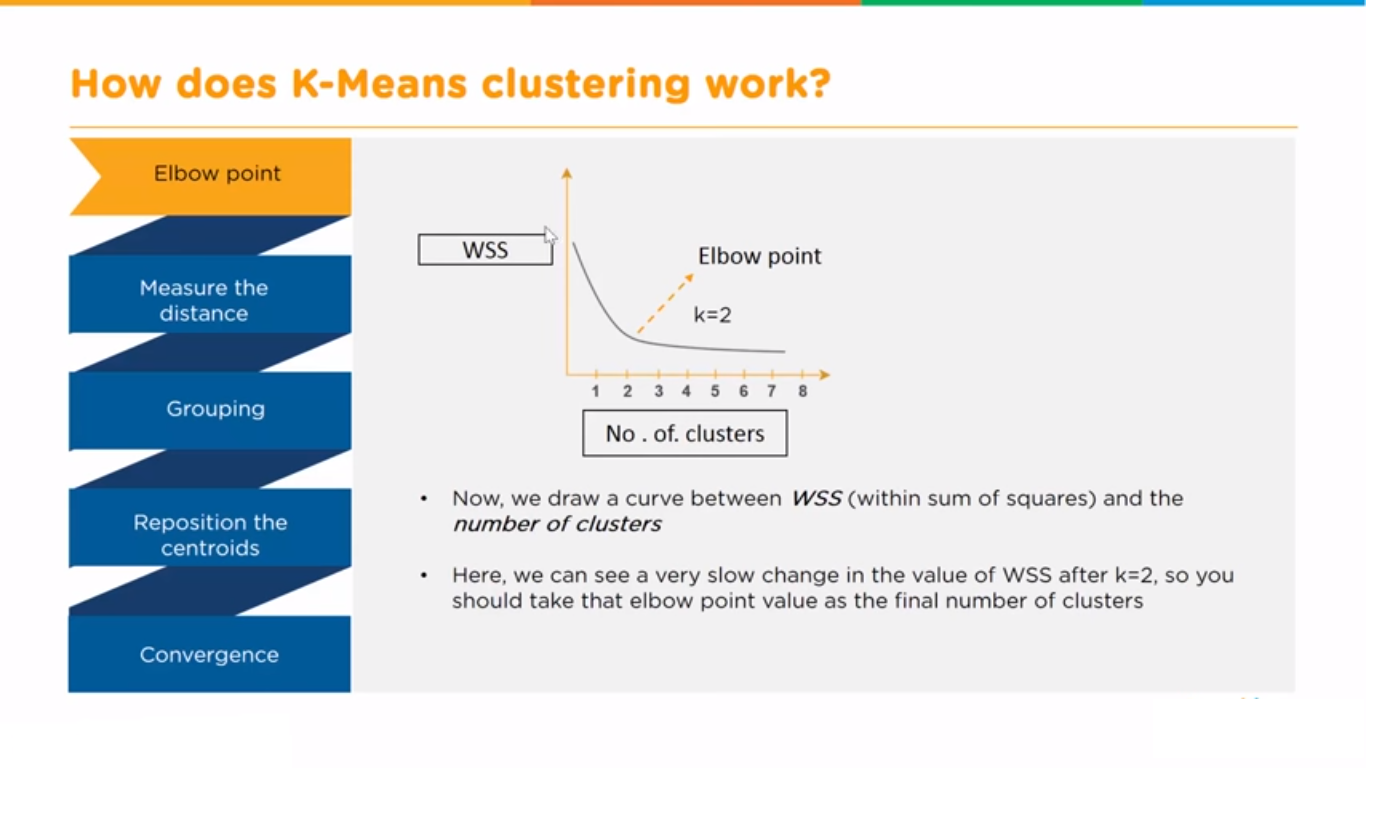 How does K-Means clustering work?
Elbow point
Measure the
distance
Grouping
Reposition the
centroids
Convergence
WSS
Elbow point
k=2
1 2 3 4 5 6 7 8
No . of. clusters
• Now, we draw a curve between WSS (within sum of squares) and the
number of clusters
• Here, we can see a very slow change in the value of WSS after k=2, so you
should take that elbow point value as the final number of clusters